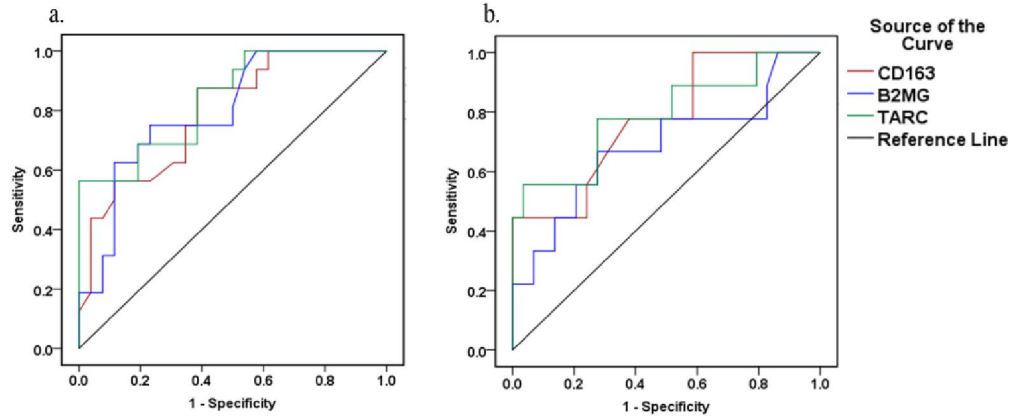 a.
1.0
0.8
0.6
0.4
0.2
0.0
Sensitivity
0.0 0.2 0.4 0.6 0.8 1.0
1 - Specificity
b.
1.0
0.8
0.6
0.4
0.2
0.0
Sensitivity
0.0 0.2 0.4 0.6 0.8 1.0
1 - Specificity
Source of the
Curve
CD163
B2MG
TARC
Reference Line